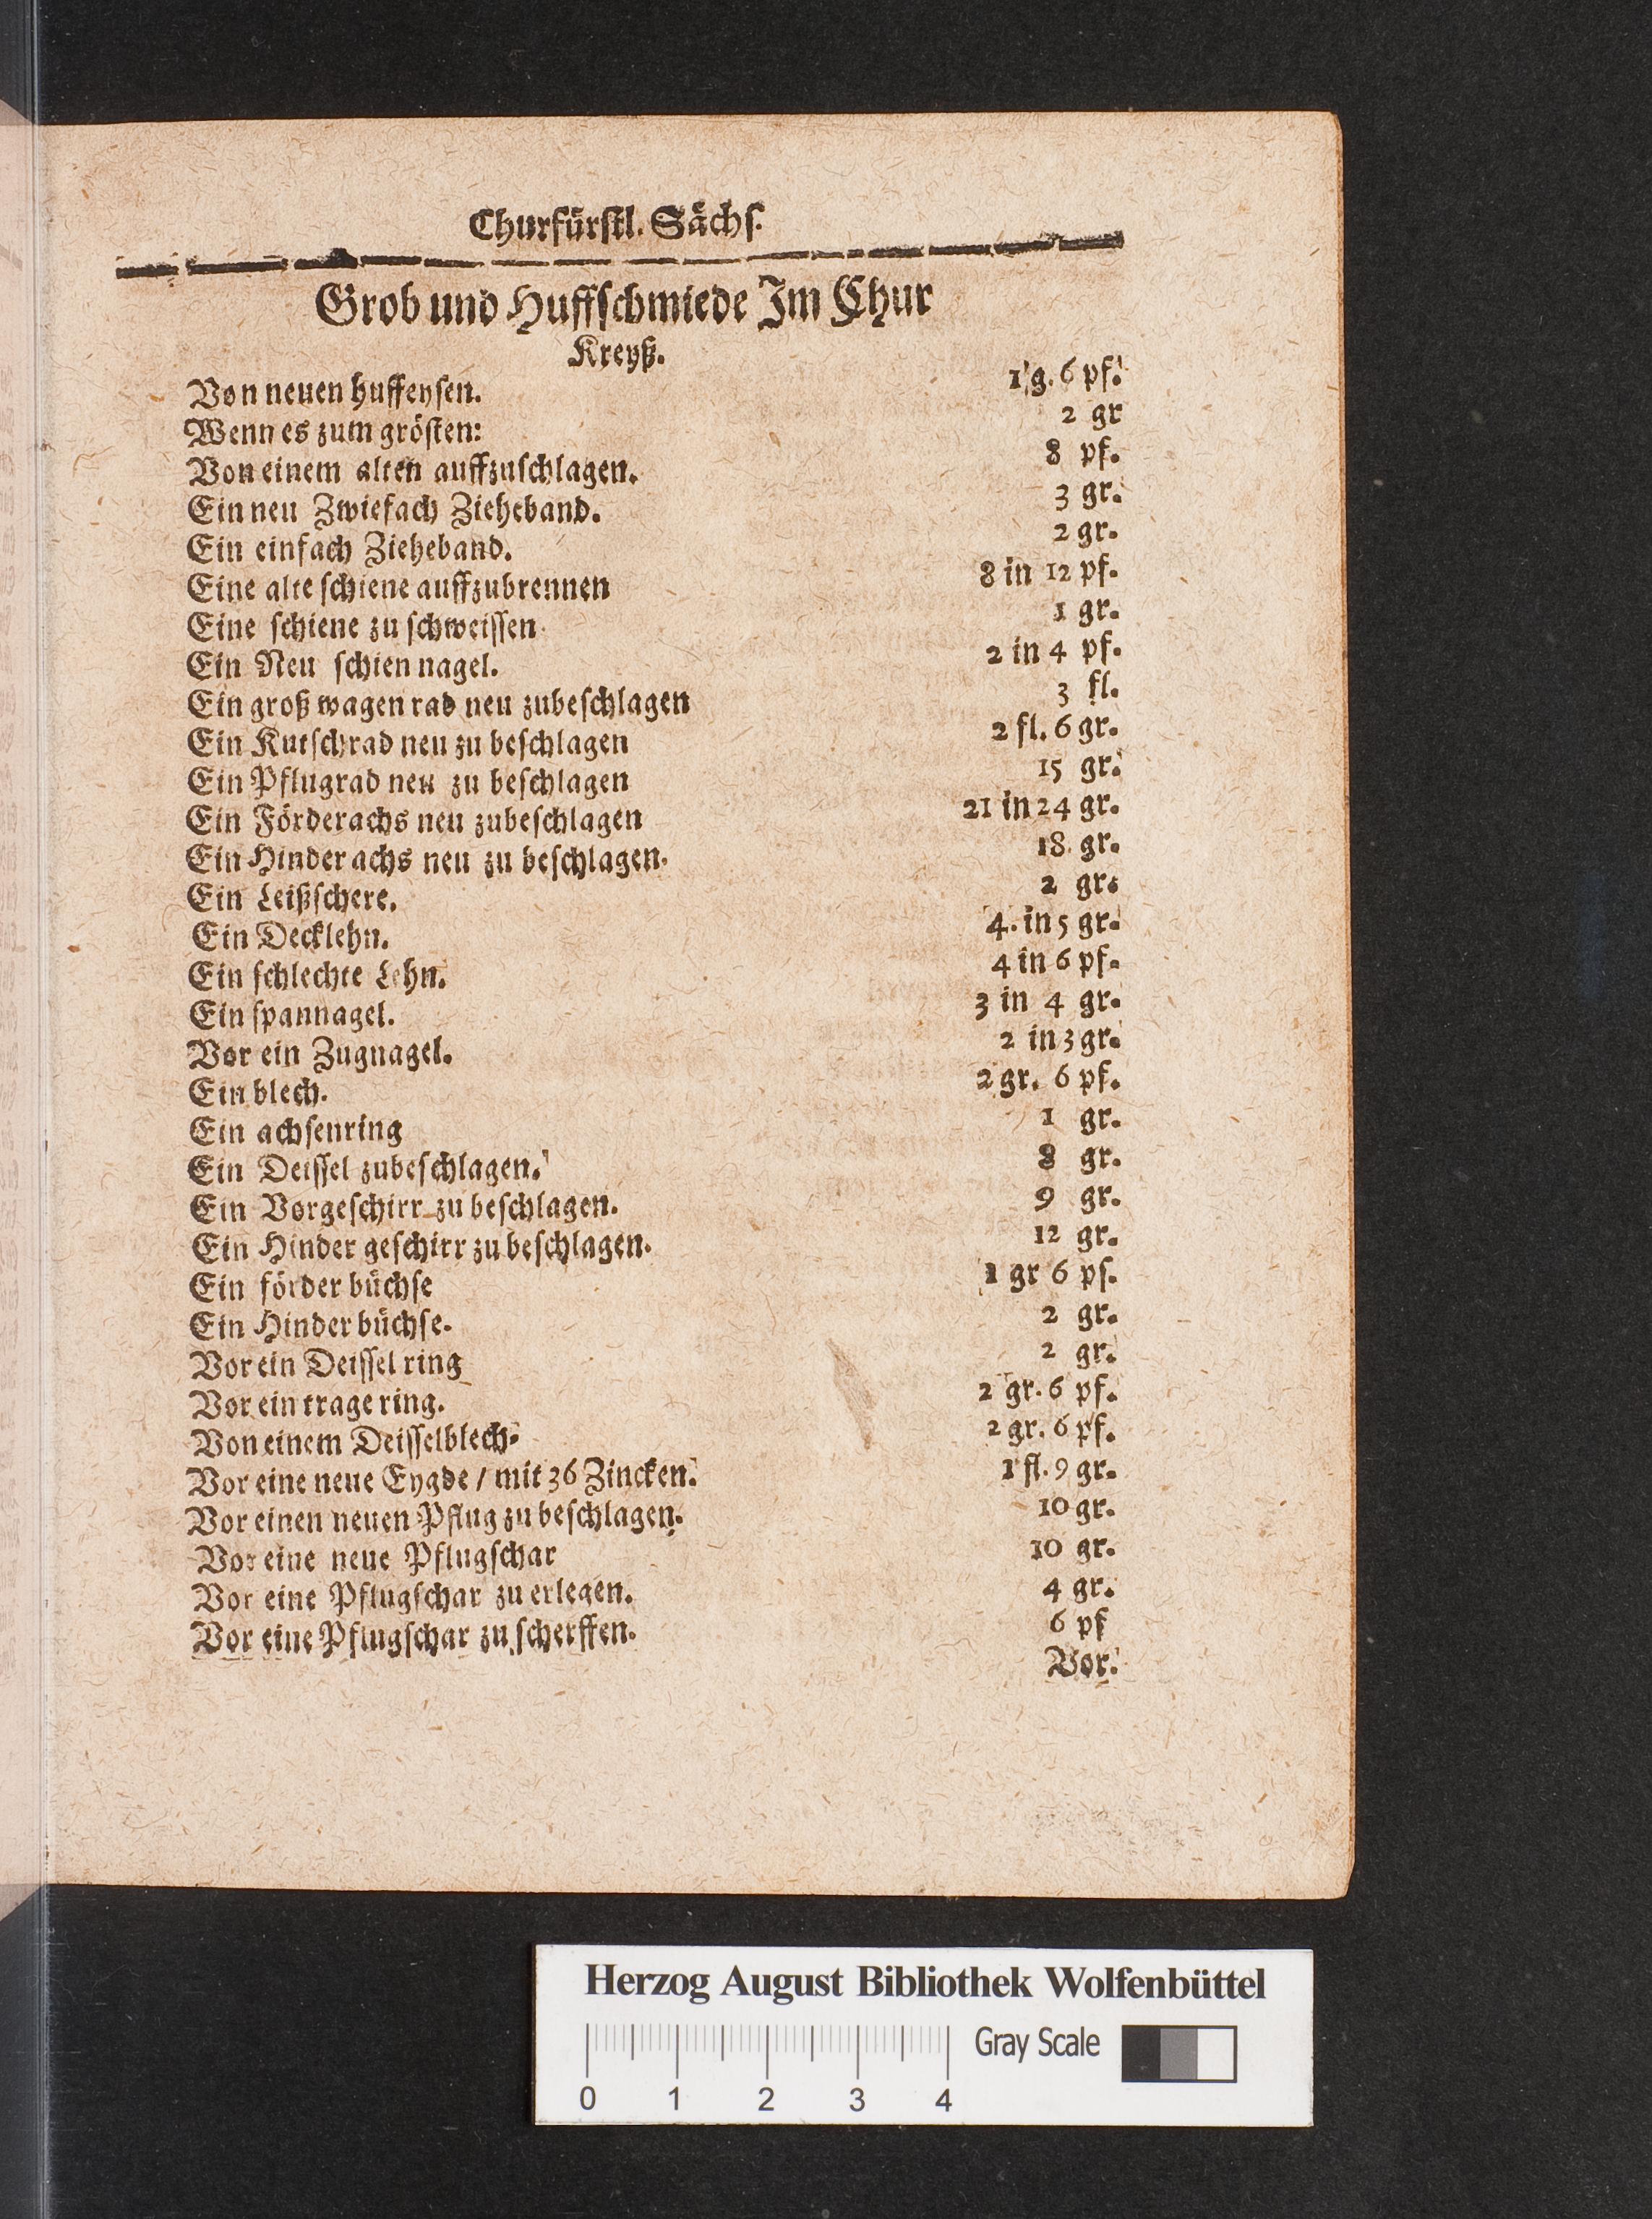 Churfürſtl. Sächſ.
Grob und Huffſchmiede Im Chur
Kreyß.
Von neuen huffeyſen. 1 g. 6 pf.
Wenn es zum gröſten: 2 gr
Von einem alten auffzuſchlagen. 8 pf.
Ein neu Zwiefach Zieheband. 3 gr.
Ein einfach Zieheband. 2 gr.
Eine alte ſchiene auffzubrennen 8 in 12 pf.
Eine ſchiene zu ſchweiſſen. 1 gr.
Ein Neu ſchien nagel. 2 in 4 pf.
Ein groß wagen rad neu zubeſchlagen 3 fl.
Ein Kutſchrad neu zu beſchlagen 2 fl. 6 gr.
Ein Pflugrad neu zu beſchlagen 15 gr.
Ein Förderachs neu zubeſchlagen 21 in 24 gr.
Ein Hinder achs neu zu beſchlagen. 18. gr.
Ein Leißſchere. 2 gr.
Ein Decklehn. 4. in 5 gr.
Ein ſchlechte Lehn. 4 in 6 pf.
Ein ſpannagel. 3 in 4 gr.
Vor ein Zugnagel. 2 in 3 gr.
Ein blech. 2 gr. 6 pf.
Ein achſenring 1 gr.
Ein Deiſſel zubeſchlagen. 8 gr.
Ein Vorgeſchirr zu beſchlagen. 9 gr.
Ein Hinder geſchirr zu beſchlagen. 12 gr.
Ein förder büchſe 1 gr 6 pf.
Ein Hinder büchſe. 2 gr.
Vor ein Deiſſel ring 2 gr.
Vor ein trage ring. 2 gr. 6 pf.
Von einem Deiſſelblech. 2 gr. 6 pf.
Vor eine neue Eygde / mit 36 Zincken. 1 fl. 9 gr.
Vor einen neuen Pflug zu beſchlagen. 10 gr.
Vor eine neue Pflugſchar 10 gr.
Vor eine Pflugſchar zu erlegen. 4 gr.
Vor eine Pflugſchar zu ſcherffen. 6 pf
Vor.
Herzog August Bibliothek Wolfenbüttel
Gray Scale
0 1 2 3 4